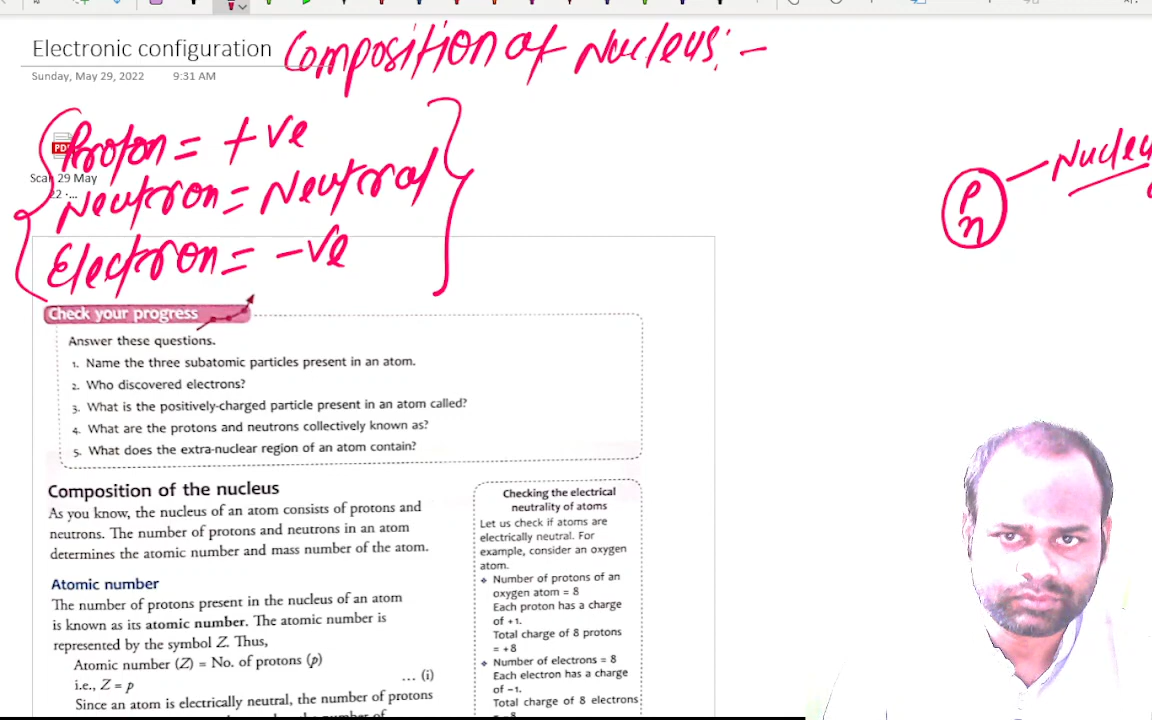 Electronic configuration
Composition of Nucleus: -
Sunday, May 29, 2022 9:31 AM
Proton = +ve
Neutron = Neutral
Electron = -ve
PDF
Scan 29 May
22 -...
P
n
Nucleu
Check your progress
Answer these questions.
1. Name the three subatomic particles present in an atom.
2. Who discovered electrons?
3. What is the positively-charged particle present in an atom called?
4. What are the protons and neutrons collectively known as?
5. What does the extra-nuclear region of an atom contain?
Composition of the nucleus
As you know, the nucleus of an atom consists of protons and
neutrons. The number of protons and neutrons in an atom
determines the atomic number and mass number of the atom.
Atomic number
The number of protons present in the nucleus of an atom
is known as its atomic number. The atomic number is
represented by the symbol Z. Thus,
Atomic number (Z) = No. of protons (p)
i.e., Z = p ... (i)
Since an atom is electrically neutral, the number of protons
Checking the electrical
neutrality of atoms
Let us check if atoms are
electrically neutral. For
example, consider an oxygen
atom.
❖ Number of protons of an
oxygen atom = 8
Each proton has a charge
of +1.
Total charge of 8 protons
= +8
❖ Number of electrons = 8
Each electron has a charge
of -1.
Total charge of 8 electrons